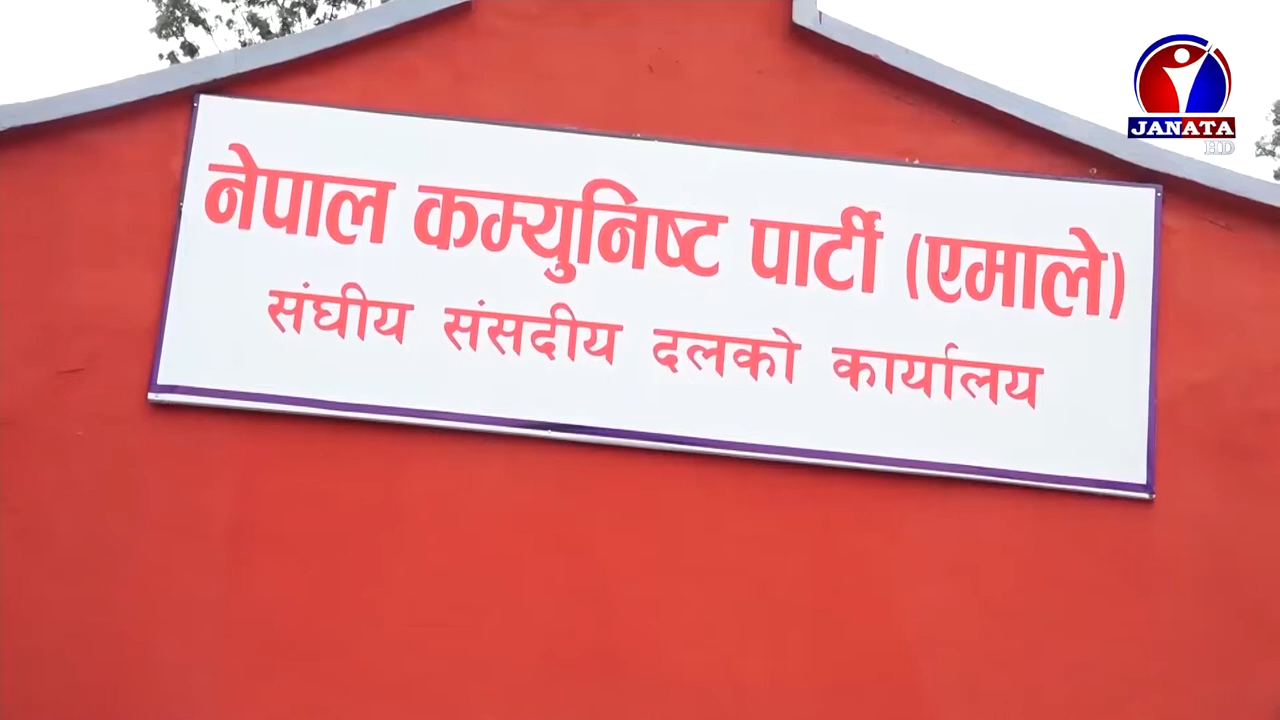 नेपाल कम्युनिष्ट पार्टी (एमाले)
संघीय संसदीय दलको कार्यालय
JANATA
HD